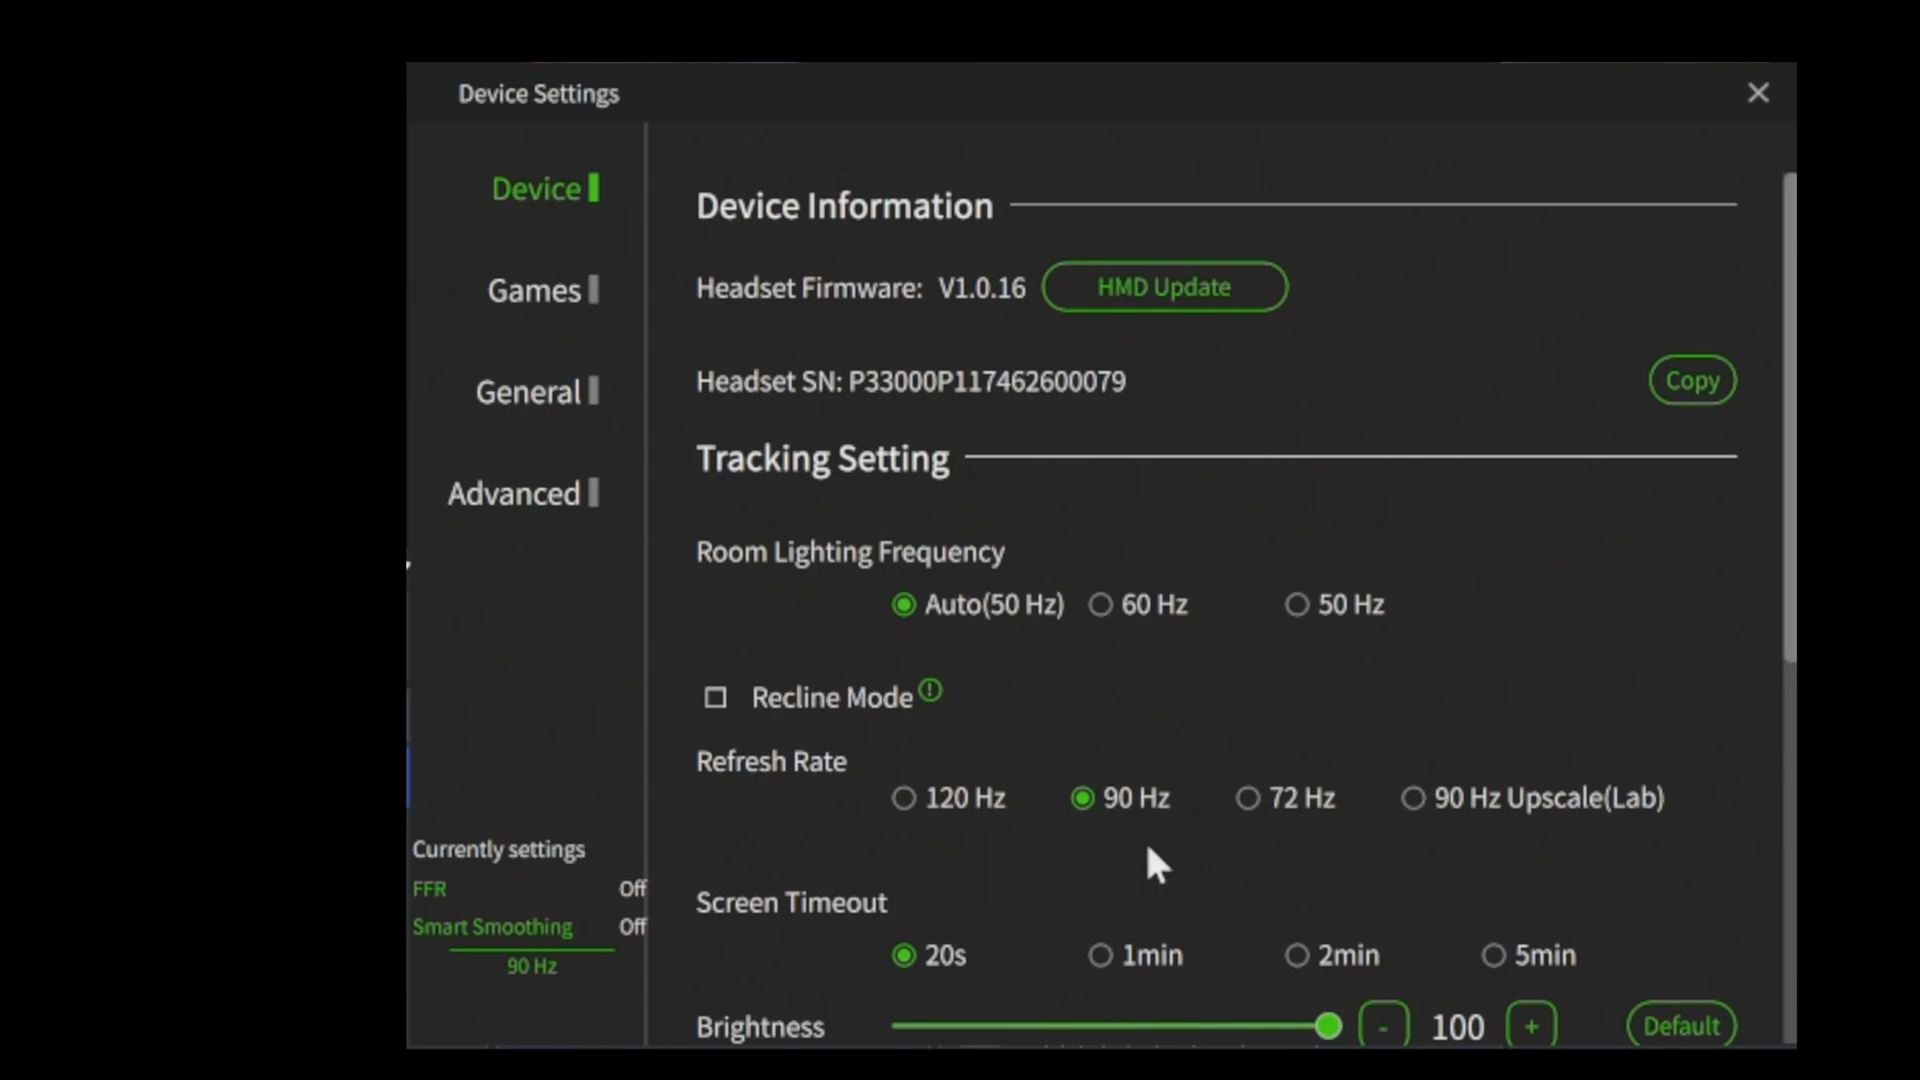 Device Settings
Device
Games
General
Advanced
Currently settings
FFR Off
Smart Smoothing Off
90 Hz
Device Information
Headset Firmware: V1.0.16 HMD Update
Headset SN: P33000P117462600079 Copy
Tracking Setting
Room Lighting Frequency
Auto(50 Hz) 60 Hz 50 Hz
Recline Mode
Refresh Rate
120 Hz 90 Hz 72 Hz 90 Hz Upscale(Lab)
Screen Timeout
20s 1min 2min 5min
Brightness - 100 + Default